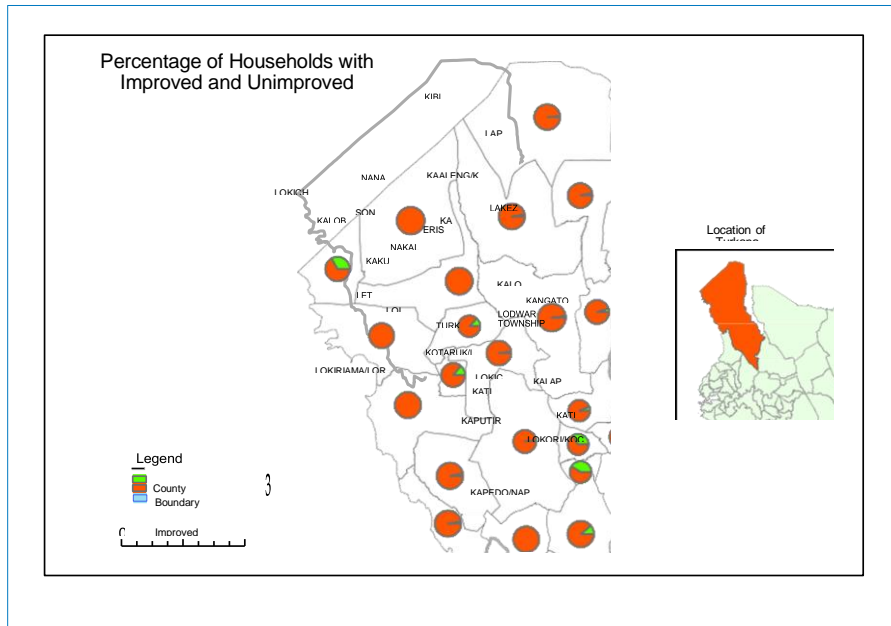 Percentage of Households with
Improved and Unimproved
KIBI
LAP
NANA
KAALENG/K
LOKICH
SON
LAKEZ
KALOB
KA
ERIS
NAKAL
KAKU
LET
KALO
KANGATO
LOI
LODWAR
TOWNSHIP
TURK
KOTARUK/L
LOKIRIAMA/LOR
LOKIC
KALAP
KATI
KATI
KAPUTIR
LOKORI/KOC
KAPEDO/NAP
Location of
Legend
County
Boundary
Improved
3